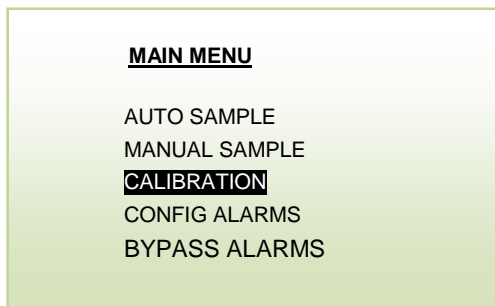 MAIN MENU
AUTO SAMPLE
MANUAL SAMPLE
CALIBRATION
CONFIG ALARMS
BYPASS ALARMS